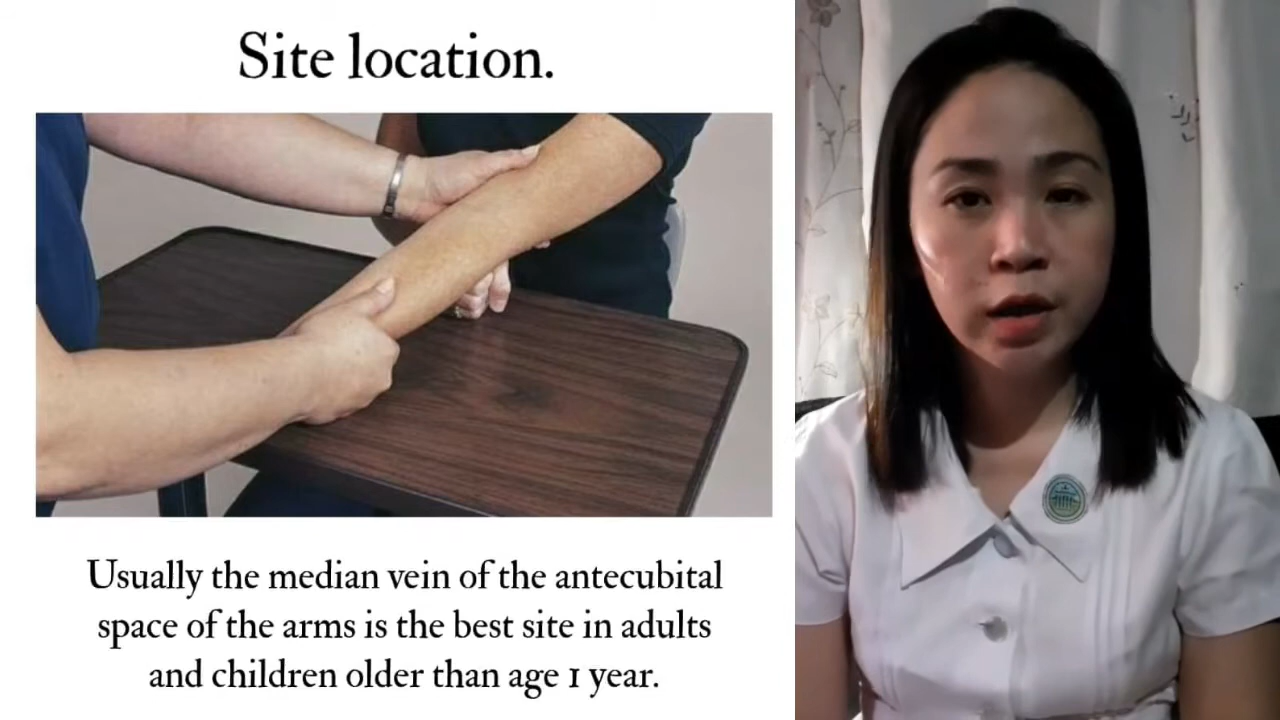 Site location.
Usually the median vein of the antecubital
space of the arms is the best site in adults
and children older than age 1 year.